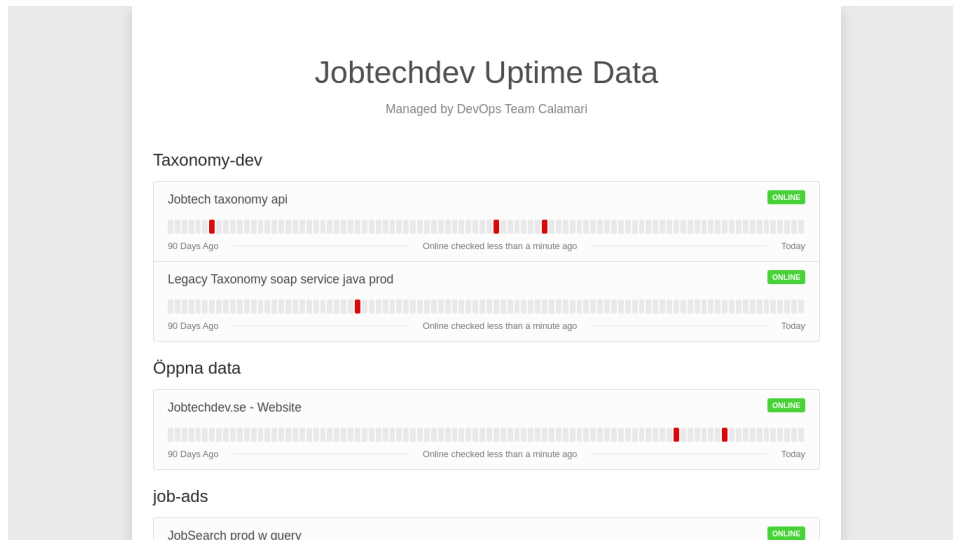 Jobtechdev Uptime Data
Managed by DevOps Team Calamari
Taxonomy-dev
Jobtech taxonomy api ONLINE
90 Days Ago Online checked less than a minute ago Today
Legacy Taxonomy soap service java prod ONLINE
90 Days Ago Online checked less than a minute ago Today
Öppna data
Jobtechdev.se - Website ONLINE
90 Days Ago Online checked less than a minute ago Today
job-ads
JobSearch prod w query ONLINE